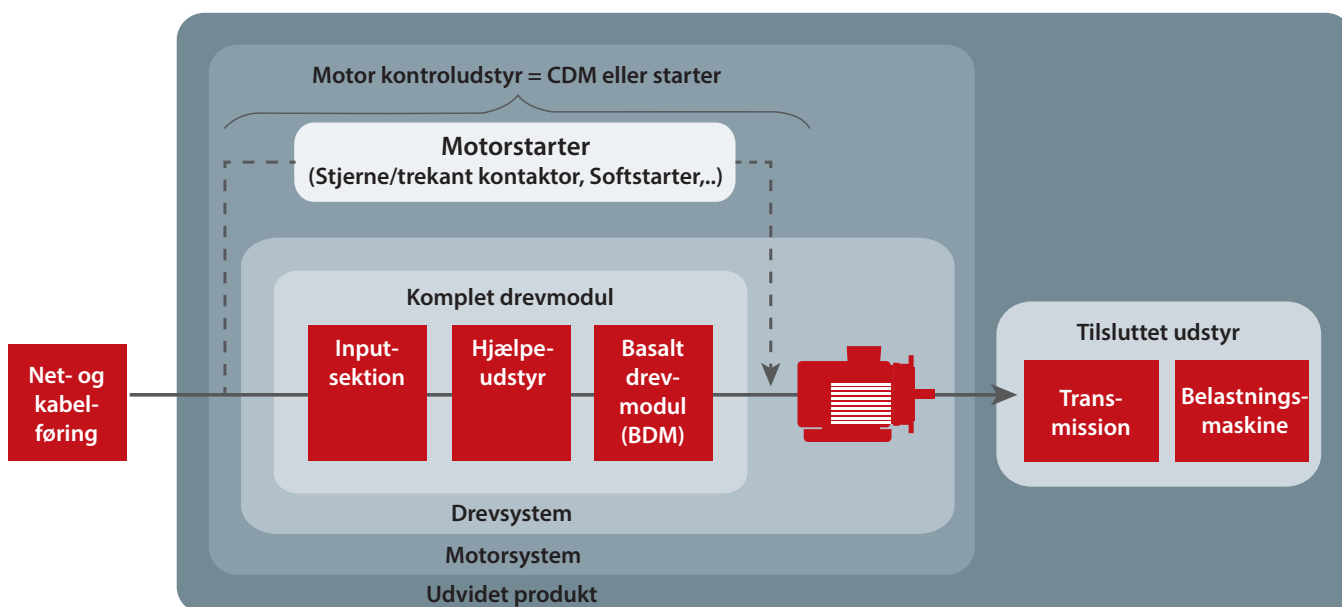 Motor kontroludstyr = CDM eller starter
Motorstarter
(Stjerne/trekant kontaktor, Softstarter,..)
Komplet drevmodul
Net- og
kabel-
føring
Input-
sektion
Hjælpe-
udstyr
Basalt
drev-
modul
(BDM)
Tilsluttet udstyr
Trans-
mission
Belastnings-
maskine
Drevsystem
Motorsystem
Udvidet produkt